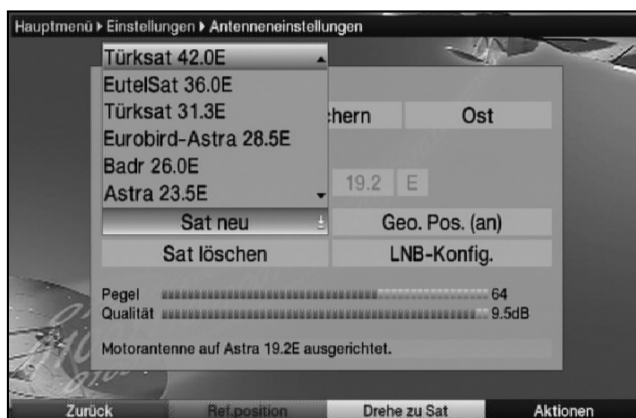 Hauptmenü ▸ Einstellungen ▸ Antenneneinstellungen
Türksat 42.0E
EutelSat 36.0E
Türksat 31.3E
Eurobird-Astra 28.5E
Badr 26.0E
Astra 23.5E
chern
Ost
19.2 E
Sat neu
Geo. Pos. (an)
Sat löschen
LNB-Konfig.
Pegel 64
Qualität 9.5dB
Motorantenne auf Astra 19.2E ausgerichtet.
Zurück Ref.position Drehe zu Sat Aktionen